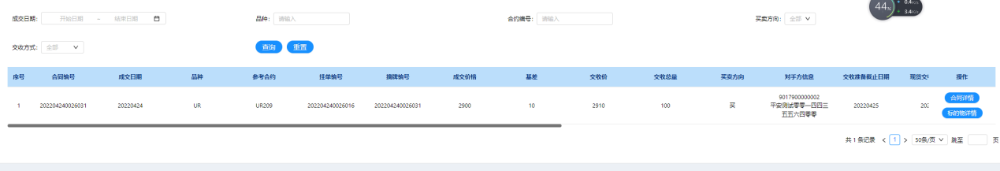 44% 0.4K/s
3.4K/s
成交日期: 开始日期 ~ 结束日期 品种: 请输入 合约编号: 请输入 买卖方向: 全部
交收方式: 全部 查询 重置
序号 合同编号 成交日期 品种 参考合约 挂单编号 摘牌编号 成交价格 基差 交收价 交收总量 买卖方向 对手方信息 交收准备截止日期 现货交 操作
1 202204240026031 20220424 UR UR209 202204240026016 202204240026031 2900 10 2910 100 买 9017900000002 20220425 202 合同详情
平安测试零零一四四三
五五六四零零 标的物详情
共 1 条记录 < 1 > 50条/页 跳至 页